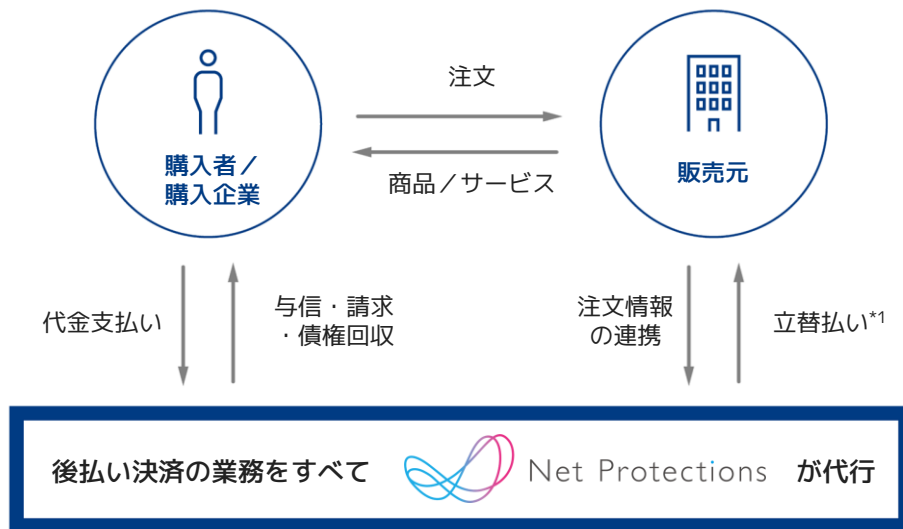 注文
購入者／
購入企業
販売元
商品／サービス
代金支払い
与信・請求
・債権回収
注文情報
の連携
立替払い*1
後払い決済の業務をすべて Net Protections が代行